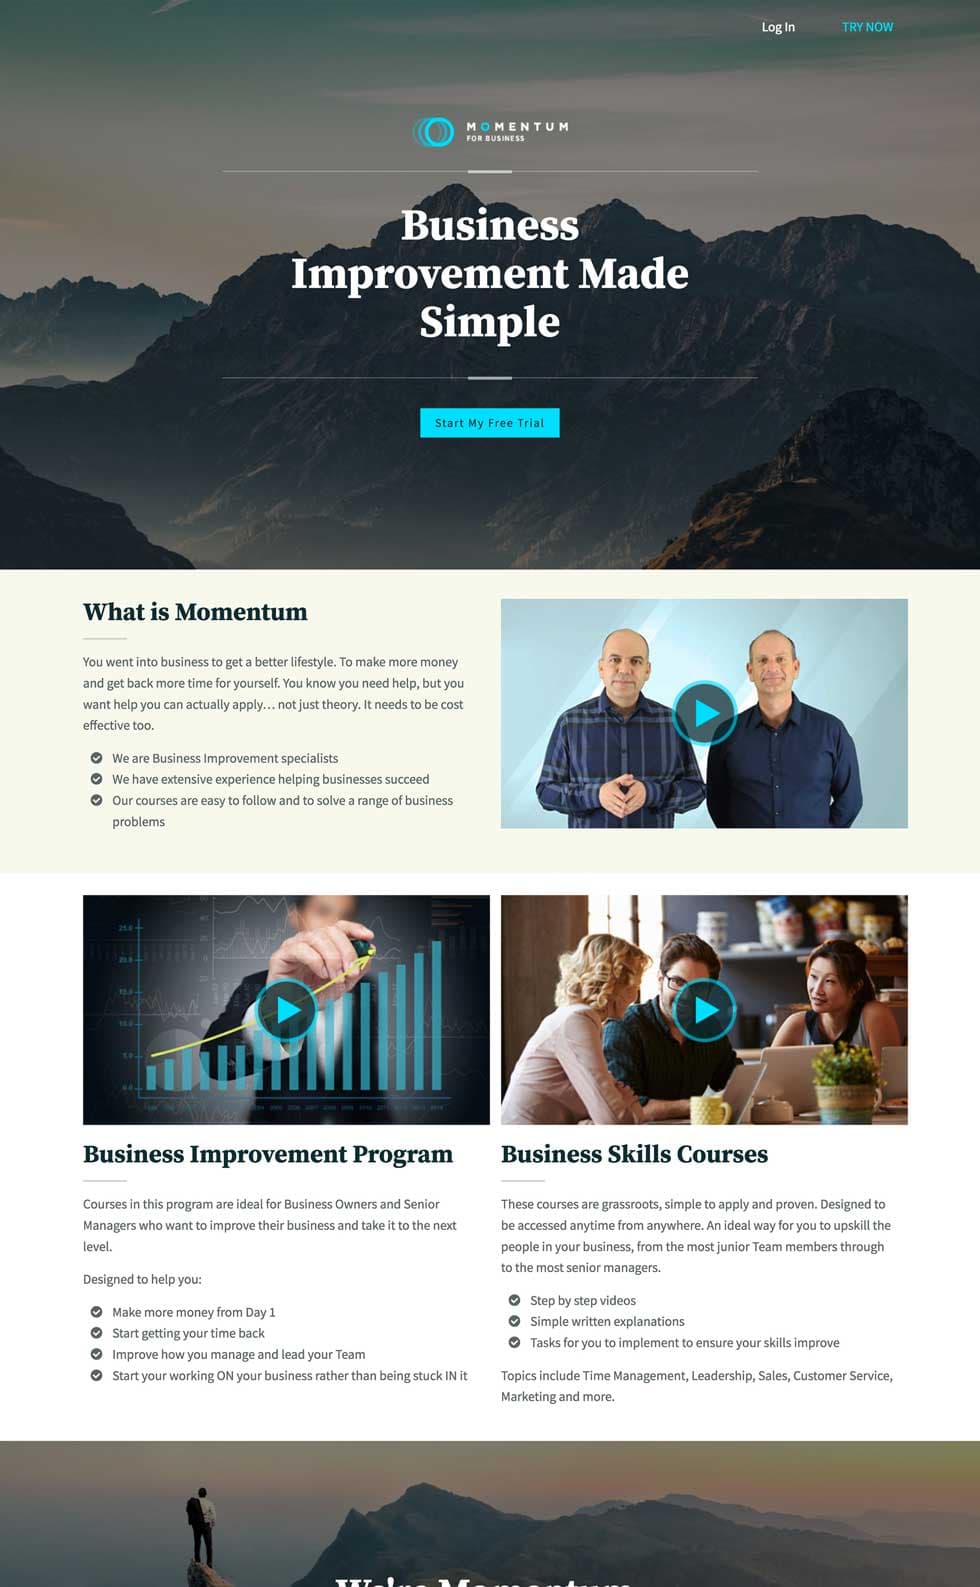 Log In TRY NOW
MOMENTUM
FOR BUSINESS
Business
Improvement Made
Simple
Start My Free Trial
What is Momentum
You went into business to get a better lifestyle. To make more money
and get back more time for yourself. You know you need help, but you
want help you can actually apply… not just theory. It needs to be cost
effective too.
We are Business Improvement specialists
We have extensive experience helping businesses succeed
Our courses are easy to follow and to solve a range of business
problems
Business Improvement Program
Courses in this program are ideal for Business Owners and Senior
Managers who want to improve their business and take it to the next
level.
Designed to help you:
Make more money from Day 1
Start getting your time back
Improve how you manage and lead your Team
Start your working ON your business rather than being stuck IN it
Business Skills Courses
These courses are grassroots, simple to apply and proven. Designed to
be accessed anytime from anywhere. An ideal way for you to upskill the
people in your business, from the most junior Team members through
to the most senior managers.
Step by step videos
Simple written explanations
Tasks for you to implement to ensure your skills improve
Topics include Time Management, Leadership, Sales, Customer Service,
Marketing and more.
We're Momentum